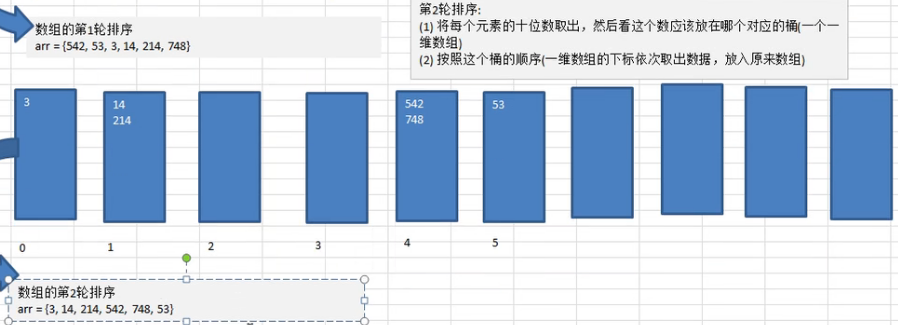 数组的第1轮排序
arr = {542, 53, 3, 14, 214, 748}
第2轮排序:
(1) 将每个元素的十位数取出，然后看这个数应该放在哪个对应的桶(一个一
维数组)
(2) 按照这个桶的顺序(一维数组的下标依次取出数据，放入原来数组)
3
14
214
542
748
53
0
1
2
3
4
5
数组的第2轮排序
arr = {3, 14, 214, 542, 748, 53}